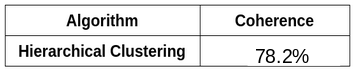 Algorithm Coherence
Hierarchical Clustering 78.2%